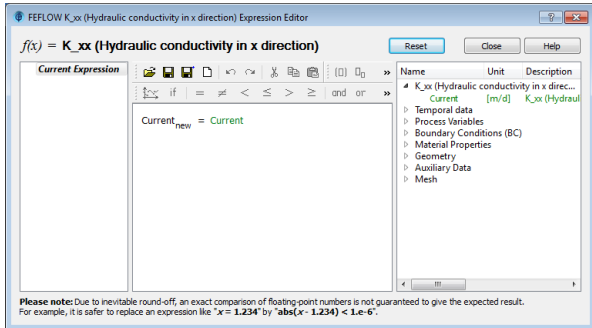 FEFLOW K_xx (Hydraulic conductivity in x direction) Expression Editor
f(x) = K_xx (Hydraulic conductivity in x direction)
Reset Close Help
Current Expression
if = ≠ < ≤ > ≥ and or »
Currentnew = Current
Name Unit Description
K_xx (Hydraulic conductivity in x direc...
Current [m/d] K_xx (Hydraul
Temporal data
Process Variables
Boundary Conditions (BC)
Material Properties
Geometry
Auxiliary Data
Mesh
Please note: Due to inevitable round-off, an exact comparison of floating-point numbers is not guaranteed to give the expected result.
For example, it is safer to replace an expression like "x = 1.234" by "abs(x - 1.234) < 1.e-6".